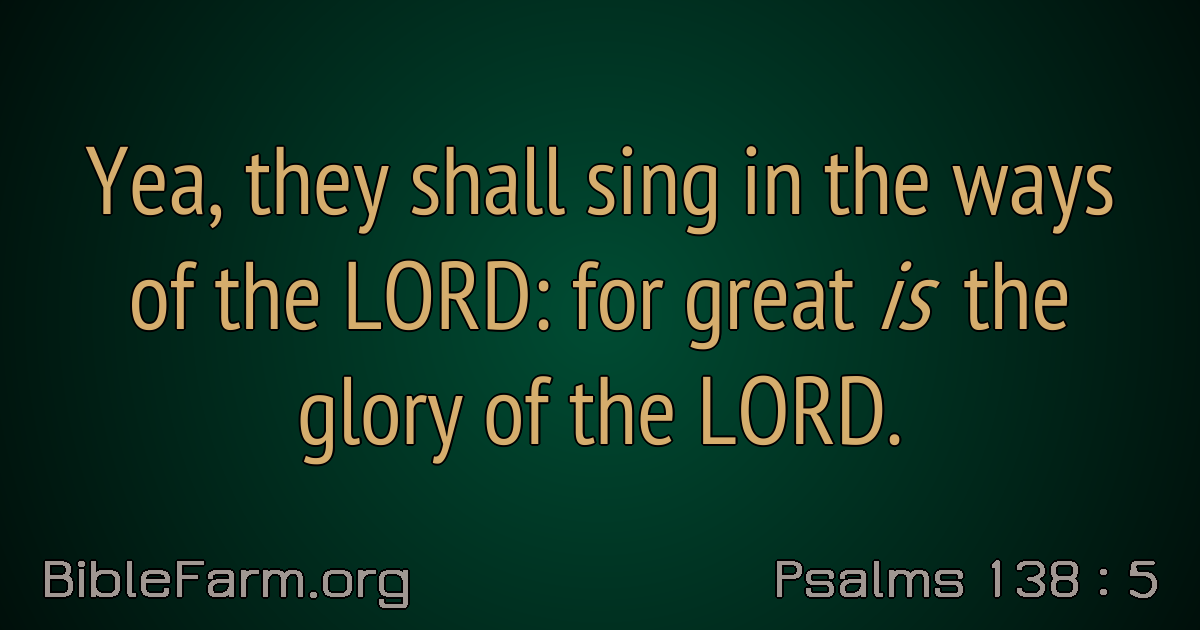 Yea, they shall sing in the ways
of the LORD: for great is the
glory of the LORD.
BibleFarm.org
Psalms 138 : 5